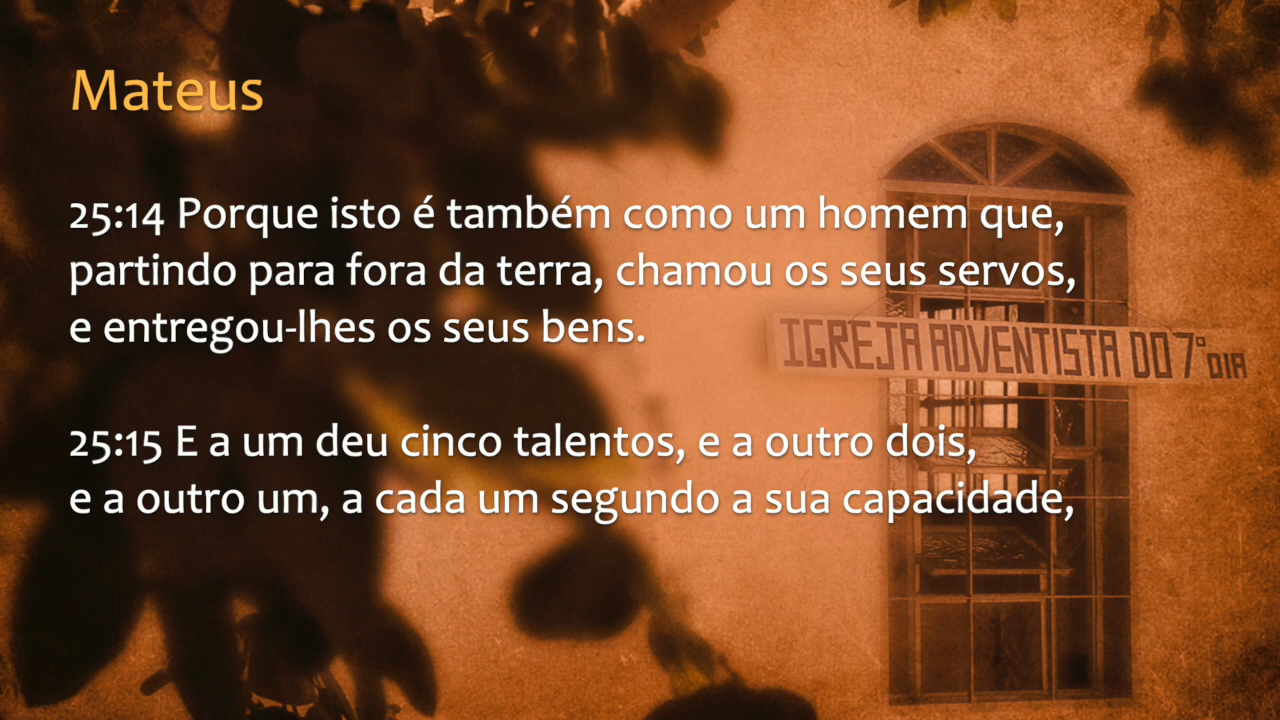 Mateus
25:14 Porque isto é também como um homem que,
partindo para fora da terra, chamou os seus servos,
e entregou-lhes os seus bens.
IGREJA ADVENTISTA DO 7° DIA
25:15 E a um deu cinco talentos, e a outro dois,
e a outro um, a cada um segundo a sua capacidade,